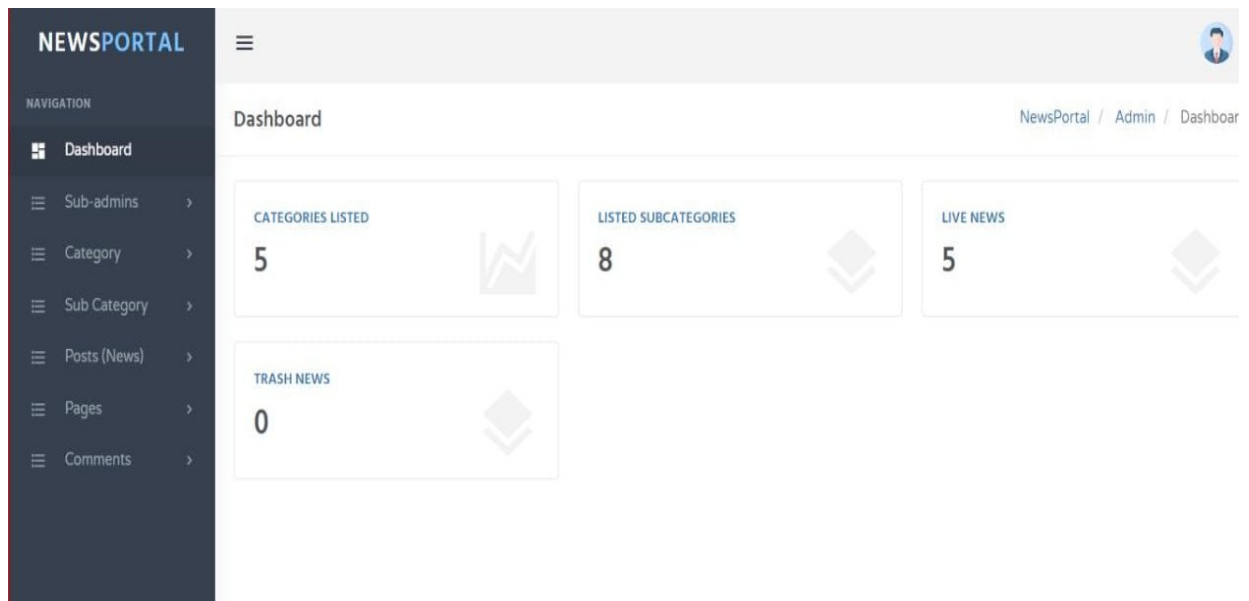 NEWSPORTAL
NAVIGATION
Dashboard
Sub-admins
Category
Sub Category
Posts (News)
Pages
Comments
Dashboard
NewsPortal / Admin / Dashboar
CATEGORIES LISTED
5
LISTED SUBCATEGORIES
8
LIVE NEWS
5
TRASH NEWS
0